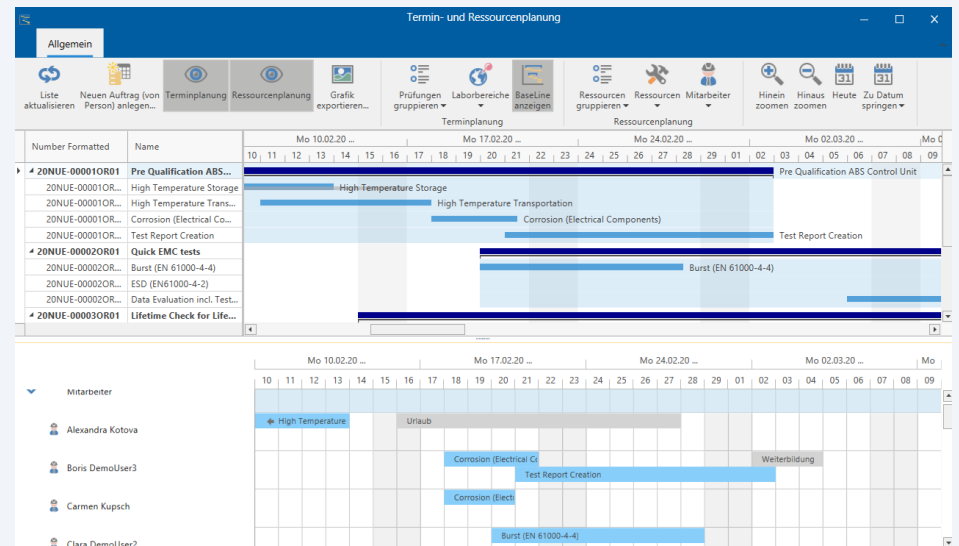 Termin- und Ressourcenplanung
Allgemein
Liste aktualisieren
Neuen Auftrag (von Person) anlegen...
Terminplanung
Ressourcenplanung
Grafik exportieren...
Prüfungen gruppieren
Laborbereiche
BaseLine anzeigen
Ressourcen gruppieren
Ressourcen
Mitarbeiter
Hinein zoomen
Hinaus zoomen
31
Heute
31
Zu Datum springen
Terminplanung
Ressourcenplanung
Number Formatted
Name
Mo 10.02.20 ...
Mo 17.02.20 ...
Mo 24.02.20 ...
Mo 02.03.20 ...
Mo 0
10 11 12 13 14 15 16 17 18 19 20 21 22 23 24 25 26 27 28 29 01 02 03 04 05 06 07 08 09
20NUE-00001OR01 Pre Qualification ABS... Pre Qualification ABS Control Unit
20NUE-00001OR... High Temperature Storage High Temperature Storage
20NUE-00001OR... High Temperature Trans... High Temperature Transportation
20NUE-00001OR... Corrosion (Electrical Co... Corrosion (Electrical Components)
20NUE-00001OR... Test Report Creation Test Report Creation
20NUE-00002OR01 Quick EMC tests
20NUE-00002OR... Burst (EN 61000-4-4) Burst (EN 61000-4-4)
20NUE-00002OR... ESD (EN61000-4-2)
20NUE-00002OR... Data Evaluation incl. Test...
20NUE-00003OR01 Lifetime Check for Life...
Mo 10.02.20 ...
Mo 17.02.20 ...
Mo 24.02.20 ...
Mo 02.03.20 ...
Mo
10 11 12 13 14 15 16 17 18 19 20 21 22 23 24 25 26 27 28 29 01 02 03 04 05 06 07 08 09
Mitarbeiter
Alexandra Kotova High Temperature Urlaub
Boris DemoUser3 Corrosion (Electrical Co Weiterbildung
Test Report Creation
Carmen Kupsch Corrosion (Electr
Clara DemoUser2 Burst (EN 61000-4-4)